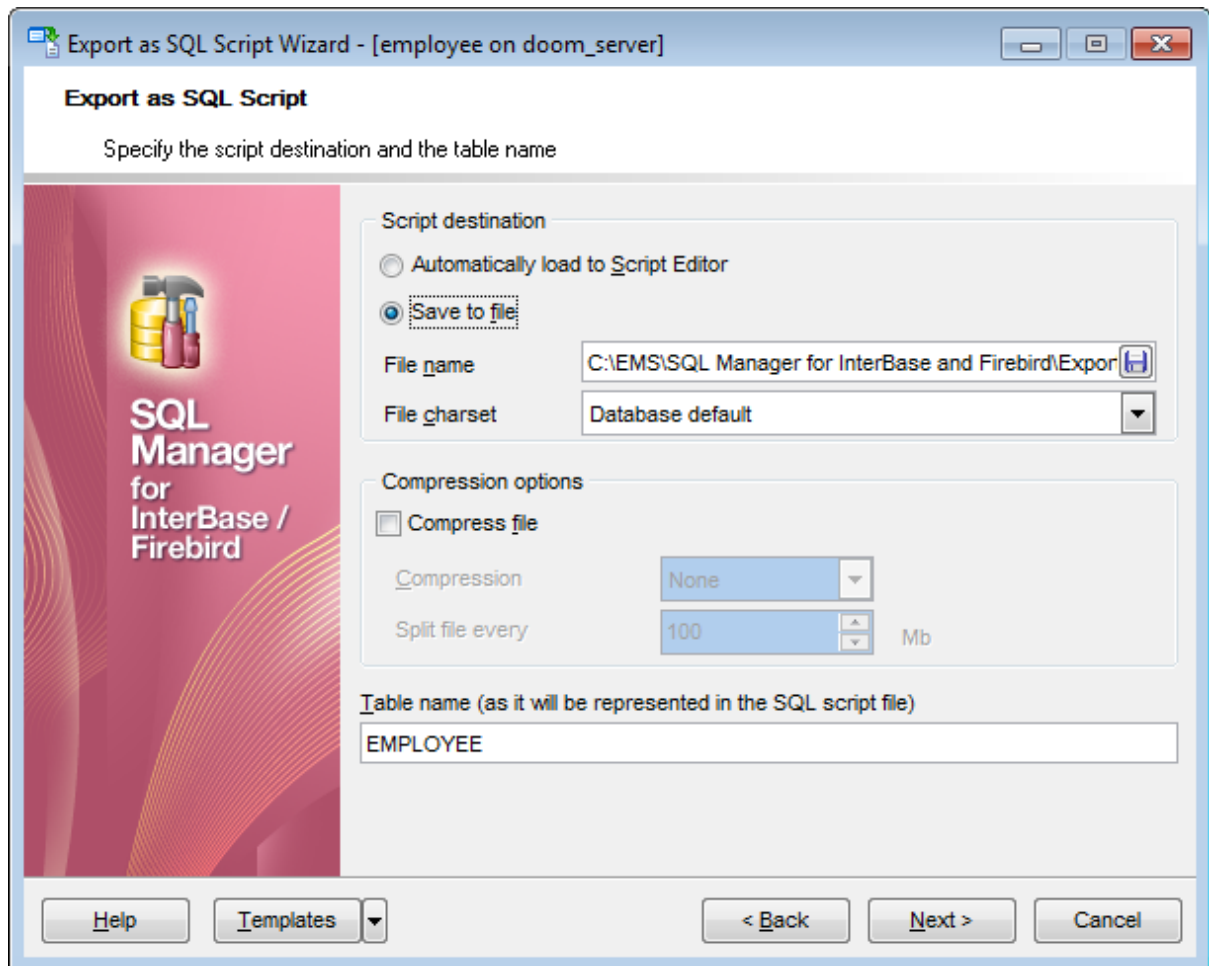 Export as SQL Script Wizard - [employee on doom_server]
Export as SQL Script
Specify the script destination and the table name
SQL
Manager
for
InterBase /
Firebird
Script destination
Automatically load to Script Editor
Save to file
File name C:\EMS\SQL Manager for InterBase and Firebird\Expor
File charset Database default
Compression options
Compress file
Compression None
Split file every 100 Mb
Table name (as it will be represented in the SQL script file)
EMPLOYEE
Help Templates < Back Next > Cancel